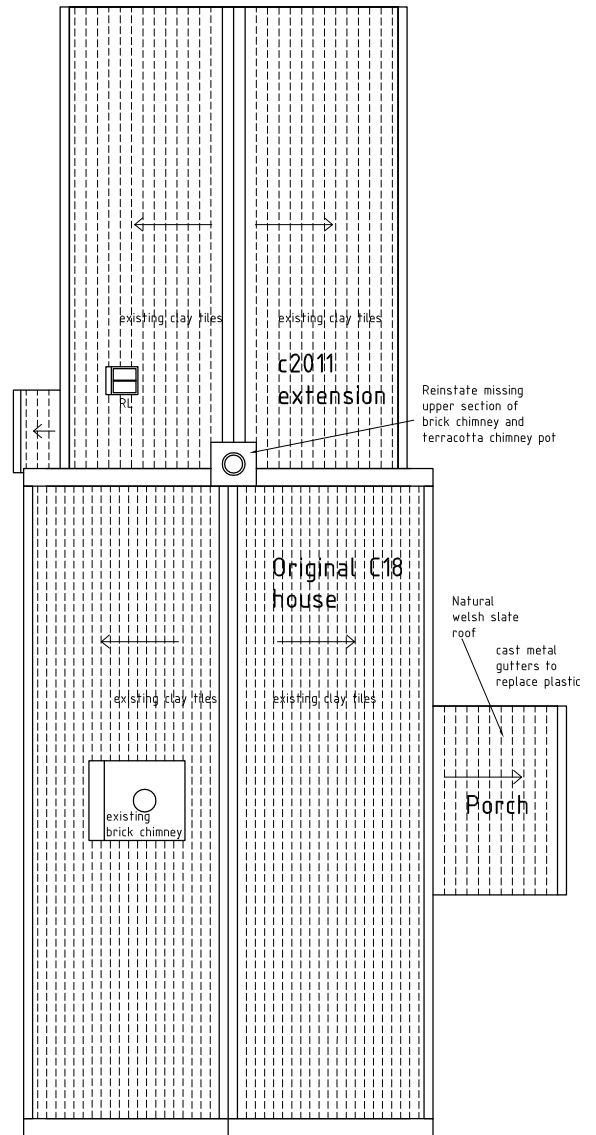 existing clay tiles
existing clay tiles
c2011
extension
RL
Reinstate missing
upper section of
brick chimney and
terracotta chimney pot
Original C18
house
Natural
welsh slate
roof
cast metal
gutters to
replace plastic
existing clay tiles
existing clay tiles
Porch
existing
brick chimney